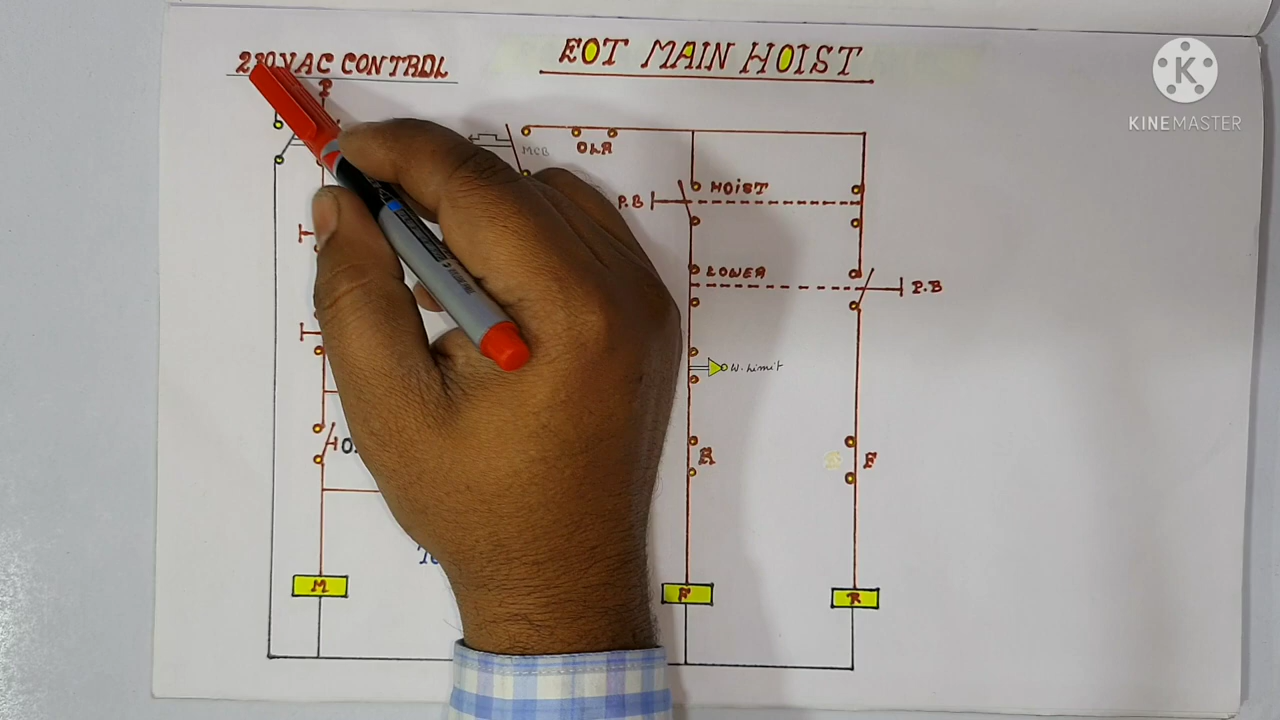 EOT MAIN HOIST
230VAC CONTROL
P
K
KINEMASTER
MCB
OLR
HOIST
P.B
LOWER
P.B
W. Limit
R
F
M
F
R